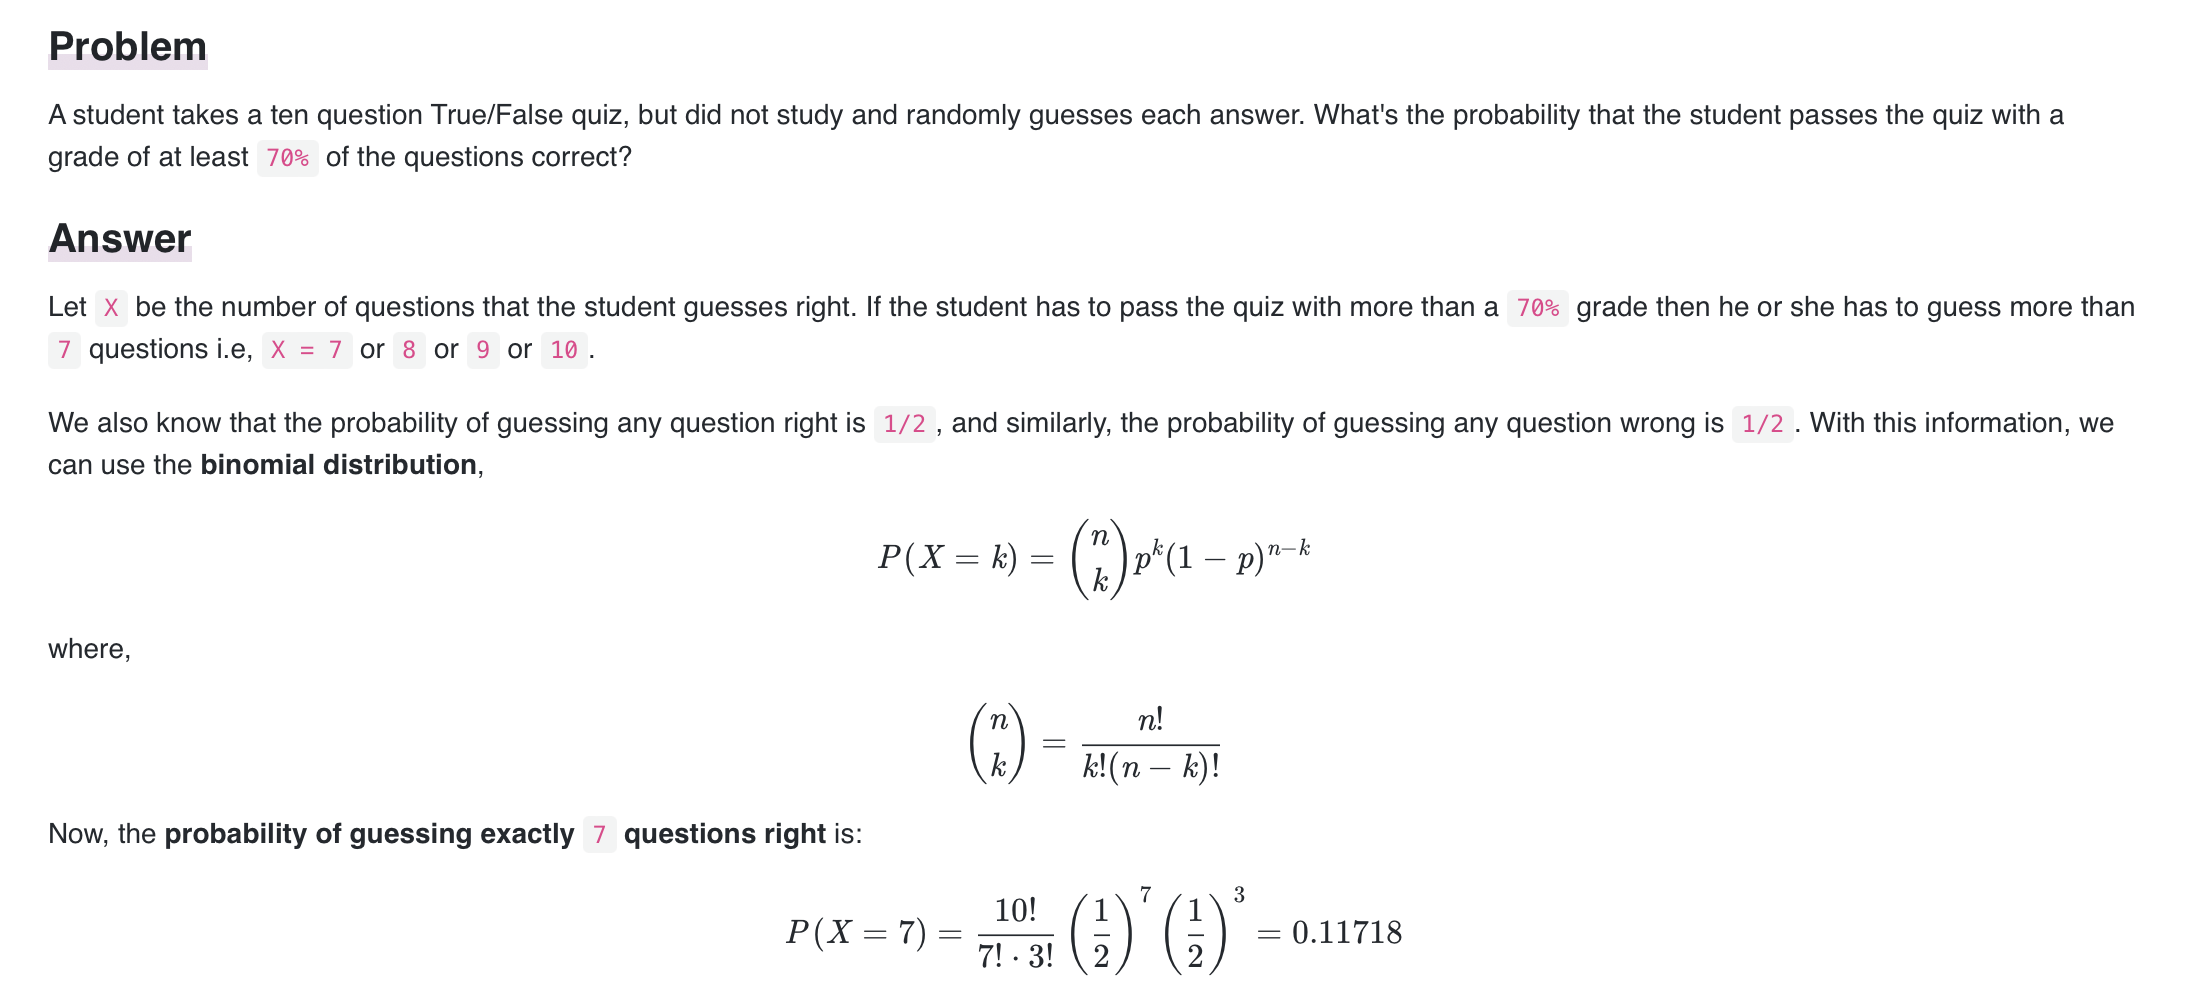 Problem
A student takes a ten question True/False quiz, but did not study and randomly guesses each answer. What's the probability that the student passes the quiz with a
grade of at least 70% of the questions correct?
Answer
Let X be the number of questions that the student guesses right. If the student has to pass the quiz with more than a 70% grade then he or she has to guess more than
7 questions i.e, X = 7 or 8 or 9 or 10 .
We also know that the probability of guessing any question right is 1/2 , and similarly, the probability of guessing any question wrong is 1/2 . With this information, we
can use the binomial distribution,
$P(X = k) = \binom{n}{k} p^k (1 - p)^{n-k}$
where,
$\binom{n}{k} = \frac{n!}{k!(n - k)!}$
Now, the probability of guessing exactly 7 questions right is:
$P(X = 7) = \frac{10!}{7! \cdot 3!} \left(\frac{1}{2}\right)^7 \left(\frac{1}{2}\right)^3 = 0.11718$